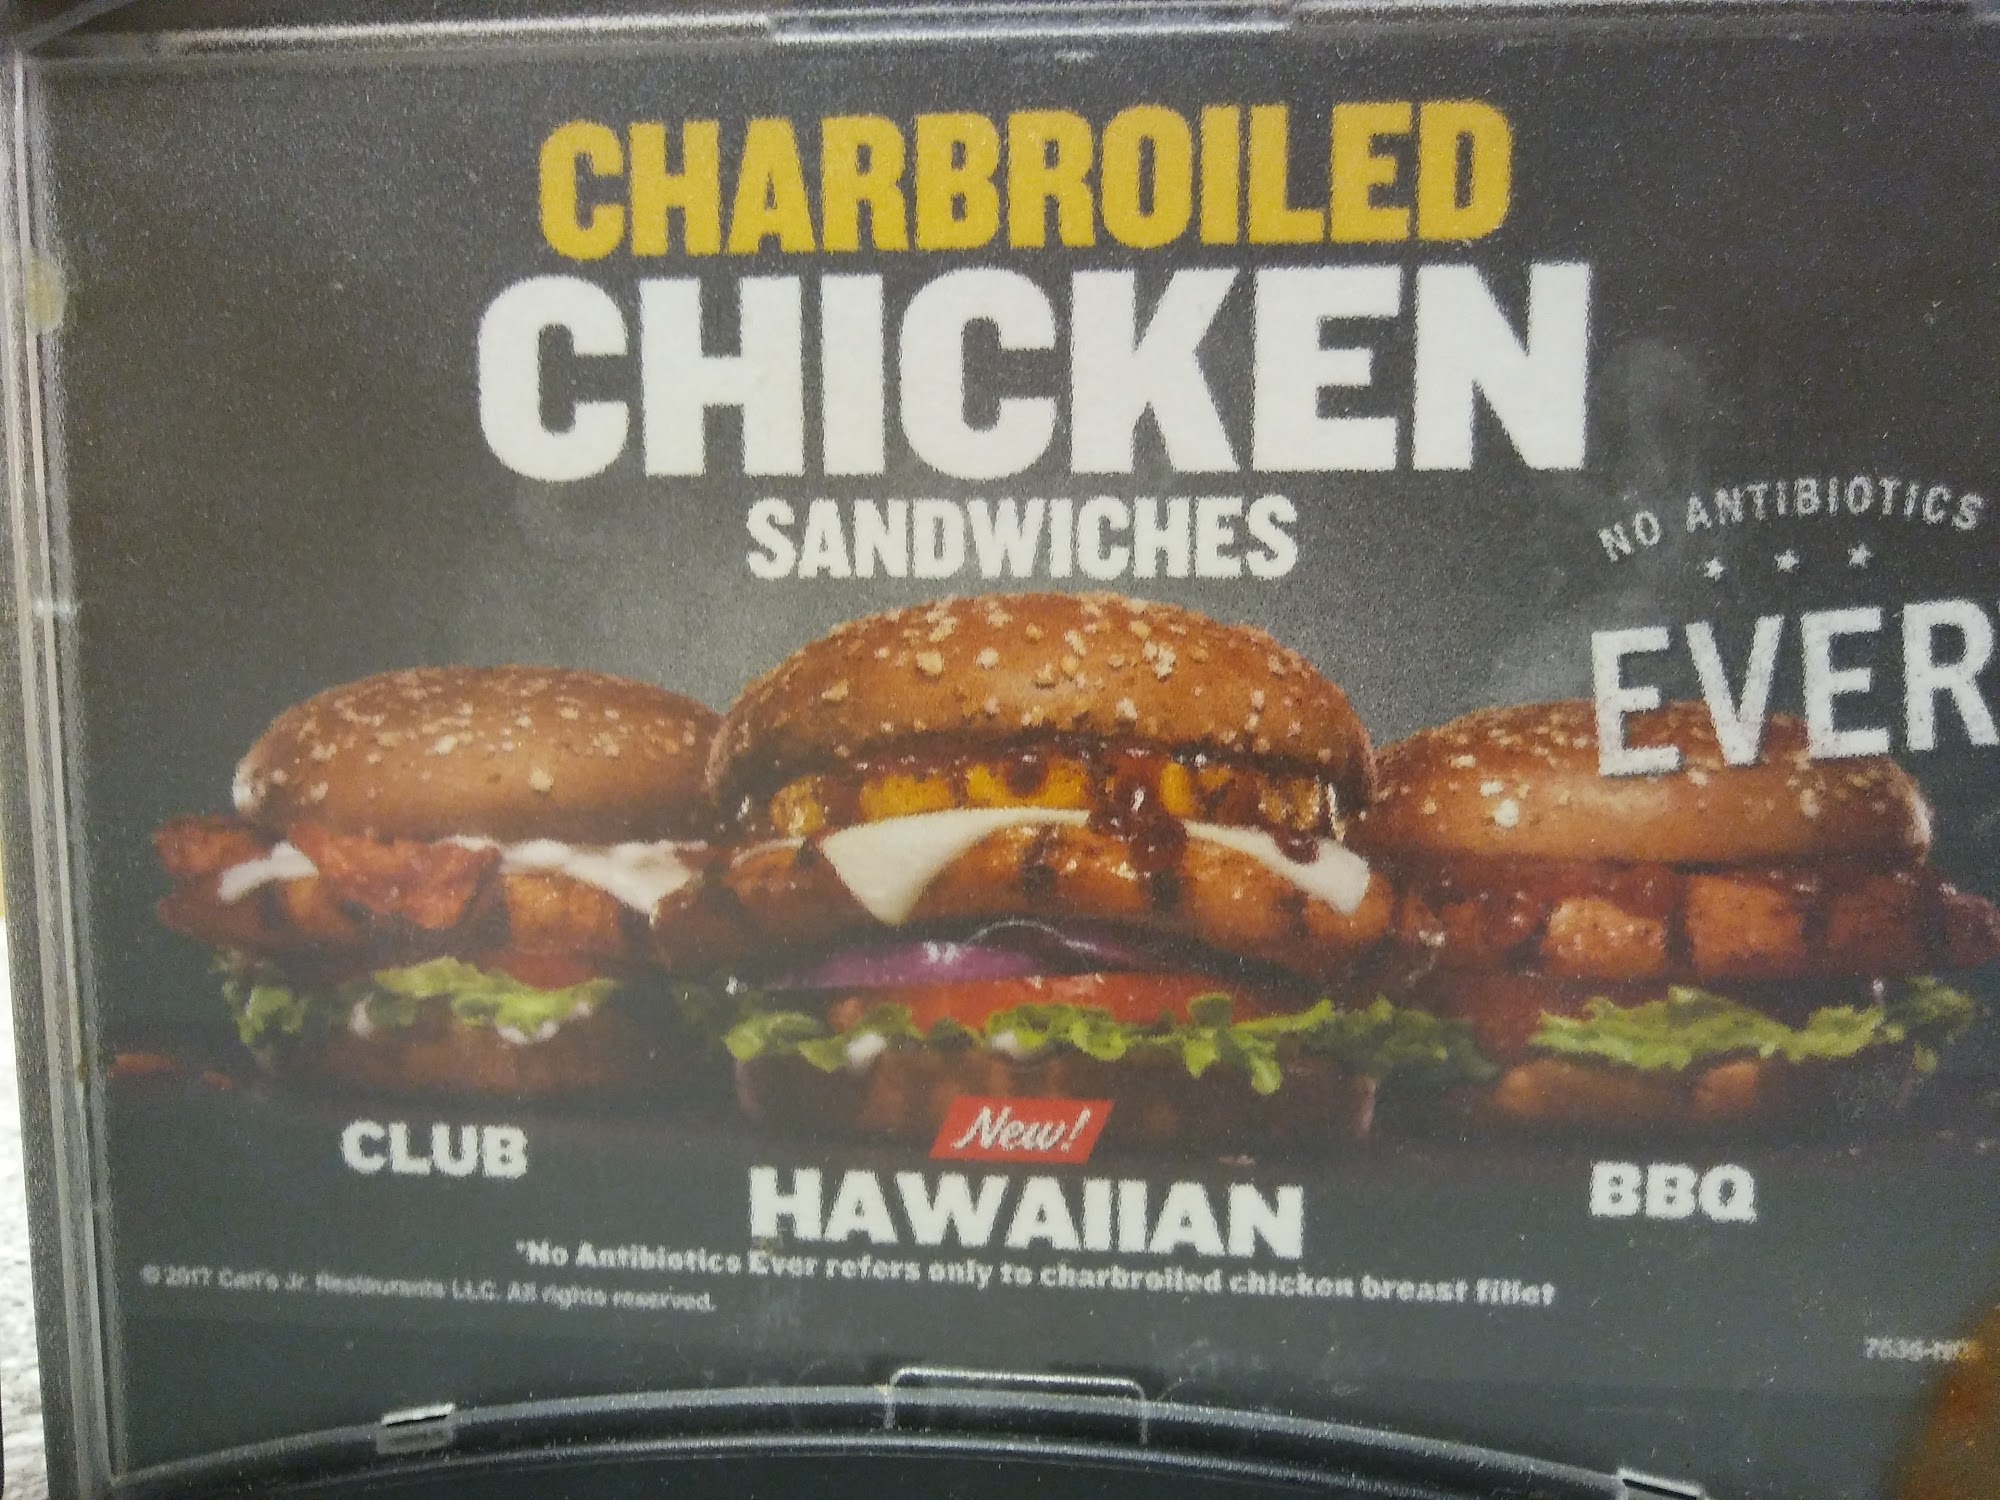 CHARBROILED
CHICKEN
SANDWICHES
NO ANTIBIOTICS
EVER
CLUB
New!
HAWAIIAN
BBQ
*No Antibiotics Ever refers only to charbroiled chicken breast fillet
© 2017 Carl's Jr. Restaurants LLC. All rights reserved.